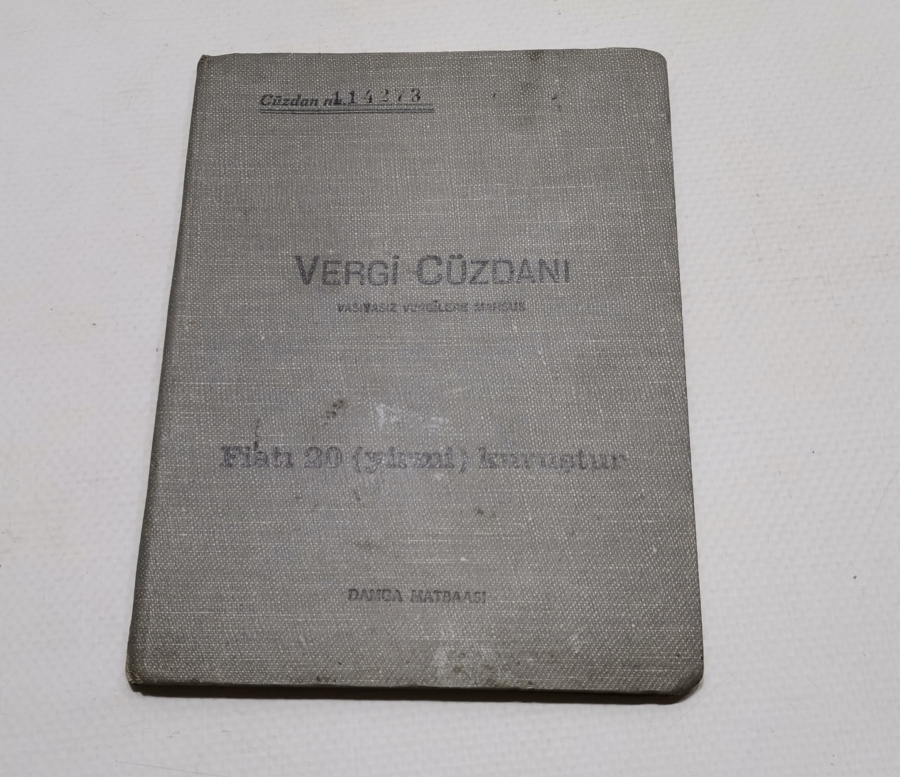 Cüzdan no. 114273
VERGİ CÜZDANI
VASITASIZ VERGİLERE MAHSUS
Fiatı 20 (yirmi) kuruştur
DAMGA MATBAASI